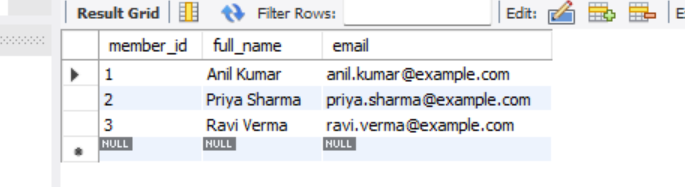 Result Grid Filter Rows: Edit:
member_id full_name email
1 Anil Kumar anil.kumar@example.com
2 Priya Sharma priya.sharma@example.com
3 Ravi Verma ravi.verma@example.com
NULL NULL NULL